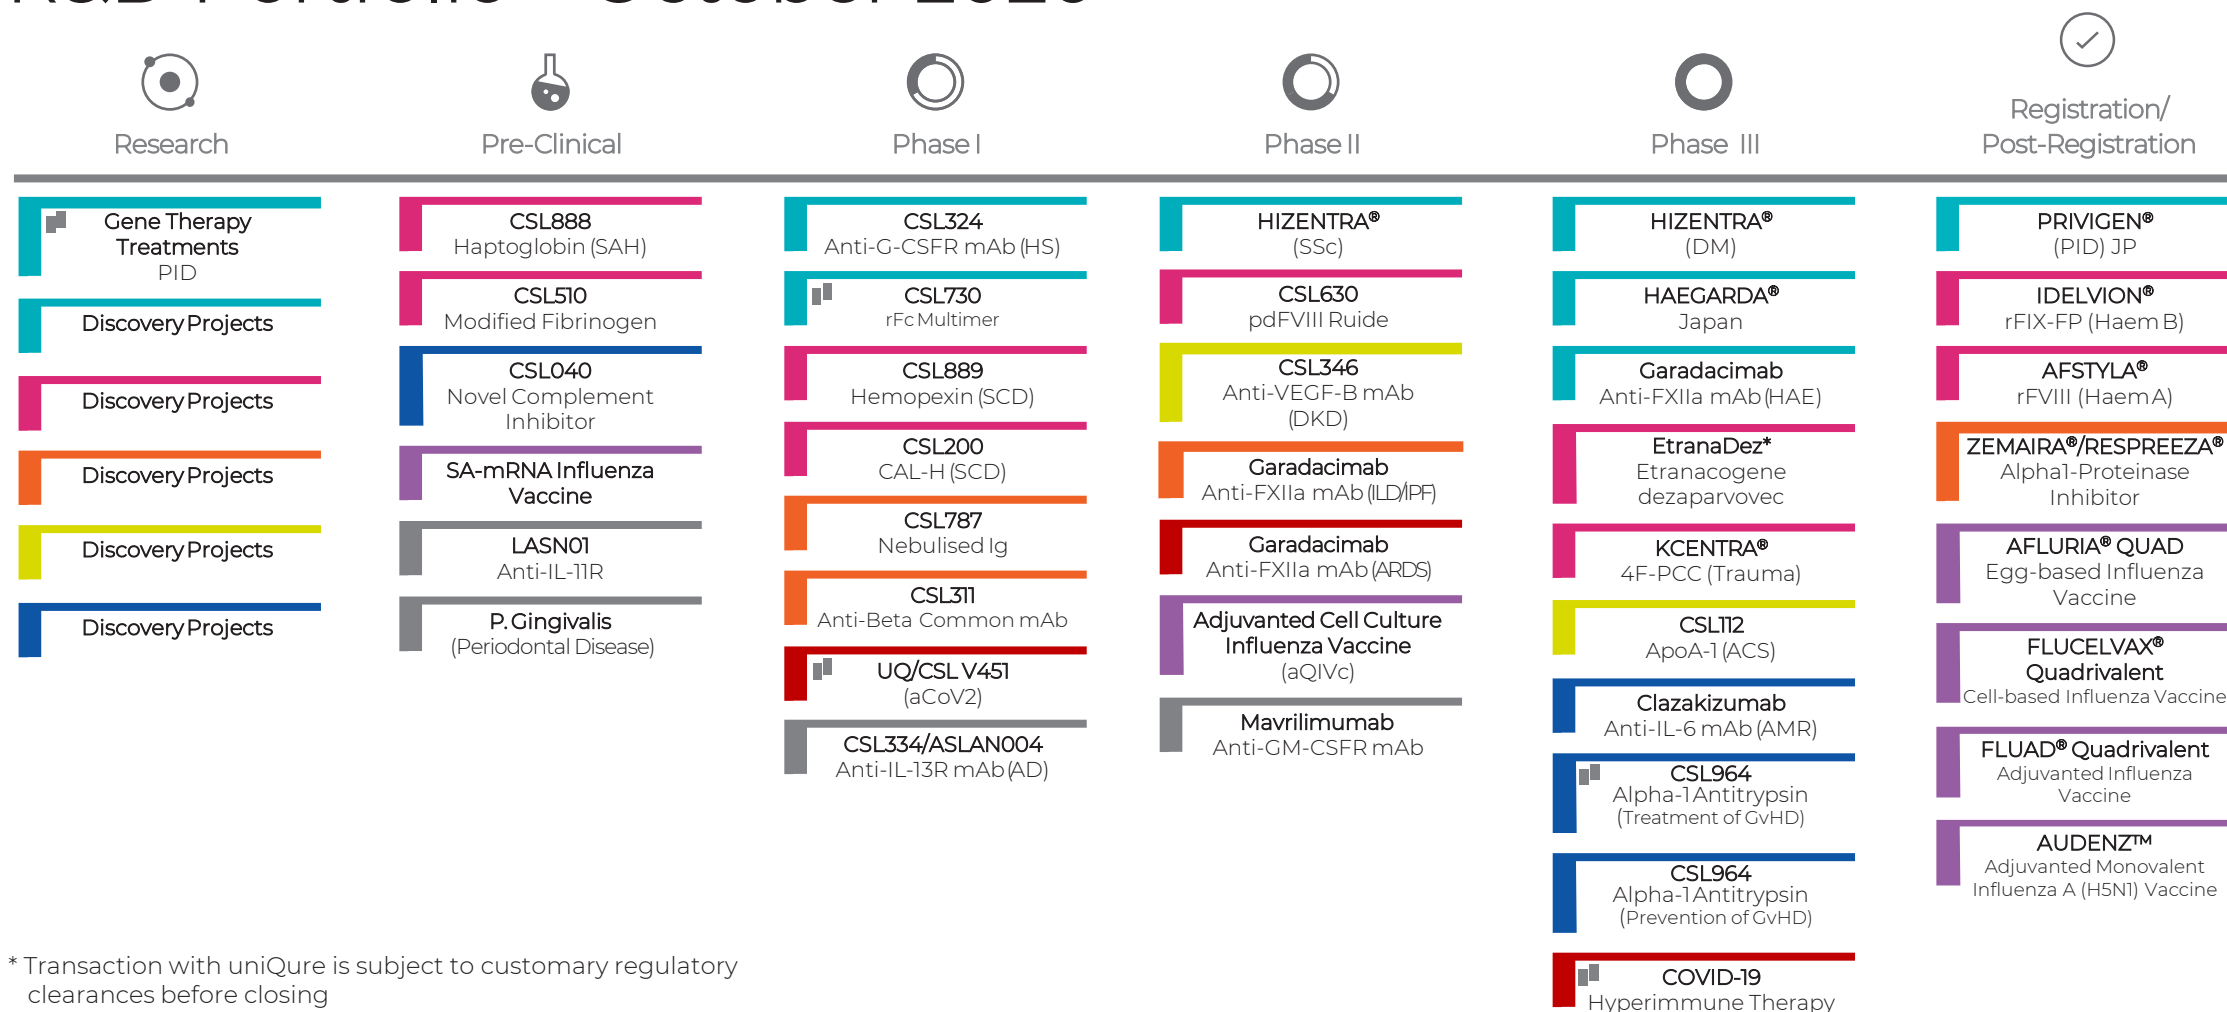 R&D Portfolio – October 2020
Research
Pre-Clinical
Phase I
Phase II
Phase III
Registration/
Post-Registration
Gene Therapy
Treatments
PID
Discovery Projects
Discovery Projects
Discovery Projects
Discovery Projects
Discovery Projects
CSL888
Haptoglobin (SAH)
CSL510
Modified Fibrinogen
CSL040
Novel Complement
Inhibitor
SA-mRNA Influenza
Vaccine
LASN01
Anti-IL-11R
P. Gingivalis
(Periodontal Disease)
CSL324
Anti-G-CSFR mAb (HS)
CSL730
rFc Multimer
CSL889
Hemopexin (SCD)
CSL200
CAL-H (SCD)
CSL787
Nebulised Ig
CSL311
Anti-Beta Common mAb
UQ/CSL V451
(aCoV2)
CSL334/ASLAN004
Anti-IL-13R mAb (AD)
HIZENTRA®
(SSc)
CSL630
pdFVIII Ruide
CSL346
Anti-VEGF-B mAb
(DKD)
Garadacimab
Anti-FXIIa mAb (ILD/IPF)
Garadacimab
Anti-FXIIa mAb (ARDS)
Adjuvanted Cell Culture
Influenza Vaccine
(aQIVc)
Mavrilimumab
Anti-GM-CSFR mAb
HIZENTRA®
(DM)
HAEGARDA®
Japan
Garadacimab
Anti-FXIIa mAb (HAE)
EtranaDez*
Etranacogene
dezaparvovec
KCENTRA®
4F-PCC (Trauma)
CSL112
ApoA-1 (ACS)
Clazakizumab
Anti-IL-6 mAb (AMR)
CSL964
Alpha-1 Antitrypsin
(Treatment of GvHD)
CSL964
Alpha-1 Antitrypsin
(Prevention of GvHD)
COVID-19
Hyperimmune Therapy
PRIVIGEN®
(PID) JP
IDELVION®
rFIX-FP (Haem B)
AFSTYLA®
rFVIII (Haem A)
ZEMAIRA®/RESPREEZA®
Alpha1-Proteinase
Inhibitor
AFLURIA® QUAD
Egg-based Influenza
Vaccine
FLUCELVAX®
Quadrivalent
Cell-based Influenza Vaccine
FLUAD® Quadrivalent
Adjuvanted Influenza
Vaccine
AUDENZ™
Adjuvanted Monovalent
Influenza A (H5N1) Vaccine
* Transaction with uniQure is subject to customary regulatory
clearances before closing